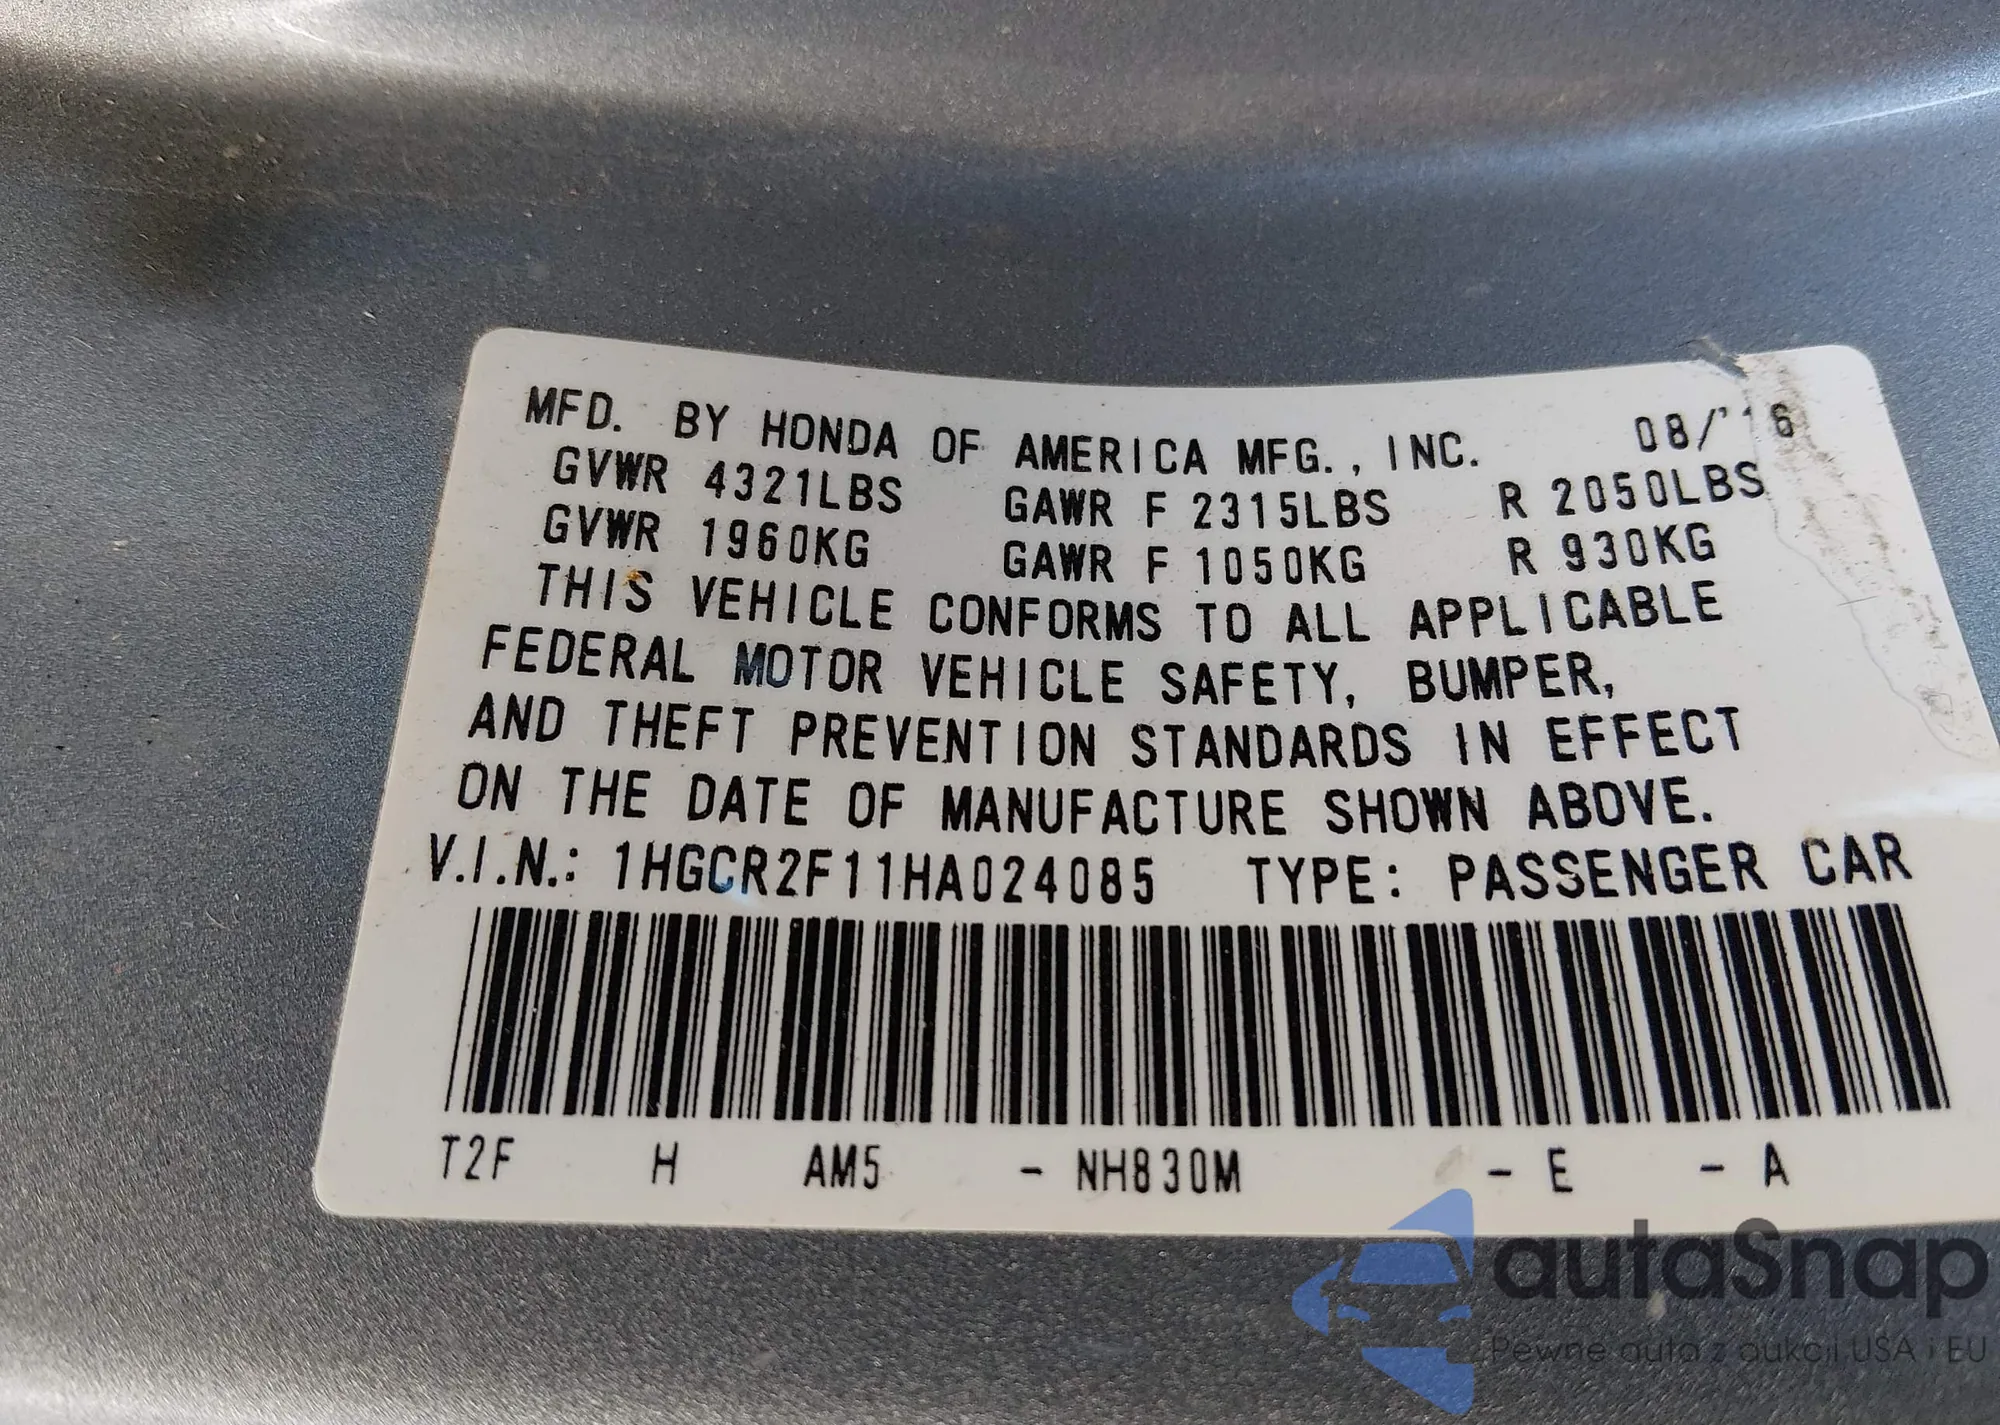 MFD. BY HONDA OF AMERICA MFG., INC. 08/'16
GVWR 4321LBS GAWR F 2315LBS R 2050LBS
GVWR 1960KG GAWR F 1050KG R 930KG
THIS VEHICLE CONFORMS TO ALL APPLICABLE
FEDERAL MOTOR VEHICLE SAFETY, BUMPER,
AND THEFT PREVENTION STANDARDS IN EFFECT
ON THE DATE OF MANUFACTURE SHOWN ABOVE.
V.I.N.: 1HGCR2F11HA024085 TYPE: PASSENGER CAR
T2F H AM5 - NH830M - E - A
autaSnap
Pewne auta z aukcji USA i EU